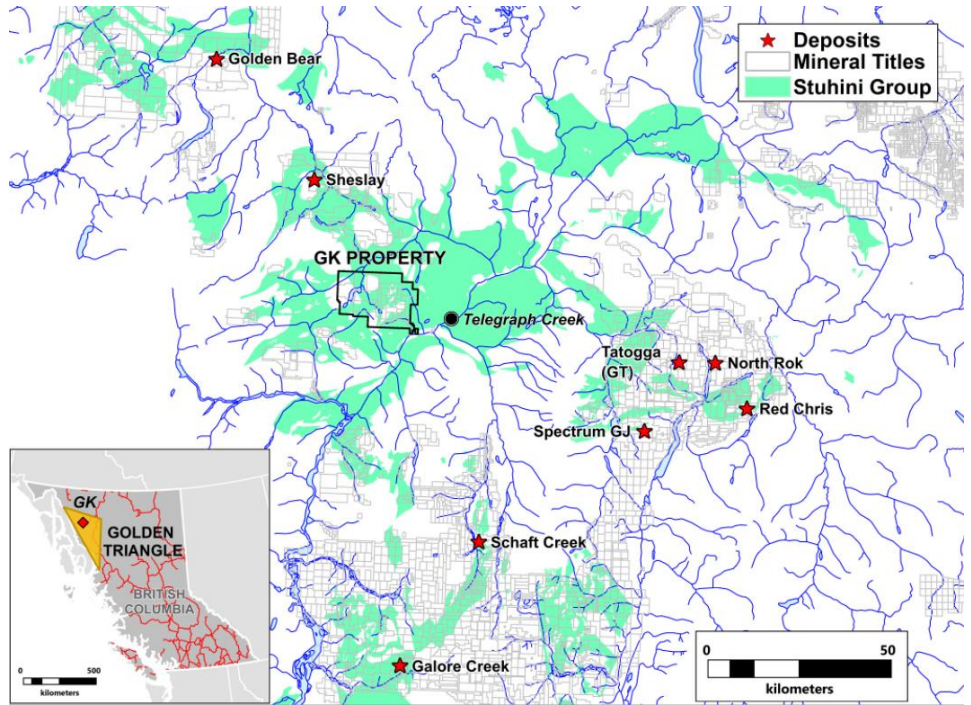 Deposits
Mineral Titles
Stuhini Group
Golden Bear
Sheslay
GK PROPERTY
Telegraph Creek
Tatogga
(GT)
North Rok
Red Chris
Spectrum GJ
Schaft Creek
Galore Creek
GK
GOLDEN
TRIANGLE
BRITISH
COLUMBIA
0 500
kilometers
0 50
kilometers